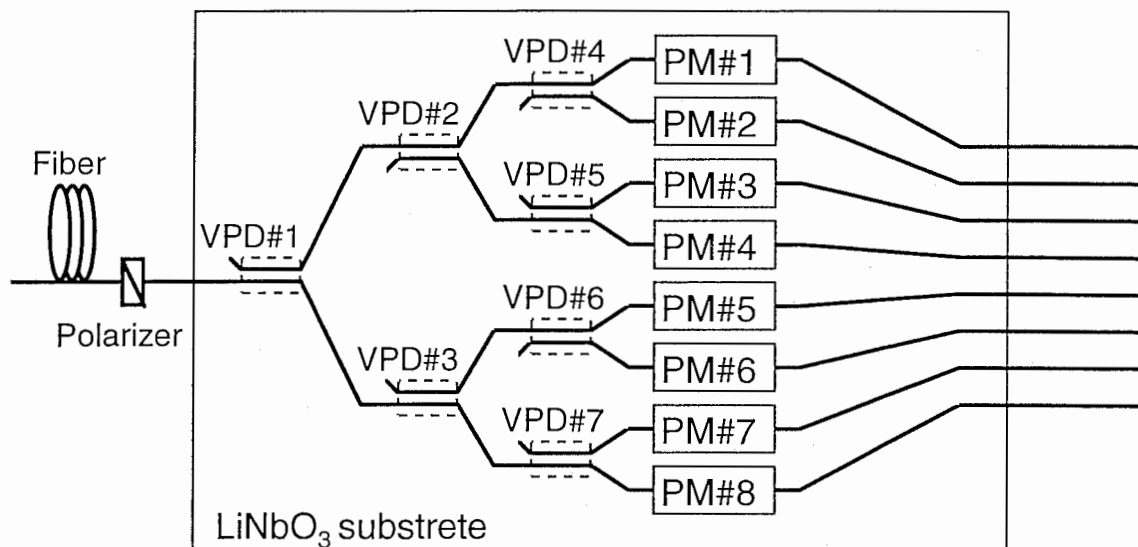 VPD#4
PM#1
VPD#2
PM#2
Fiber
VPD#5
PM#3
VPD#1
PM#4
VPD#6
PM#5
Polarizer
VPD#3
PM#6
VPD#7
PM#7
PM#8
LiNbO₃ substrete